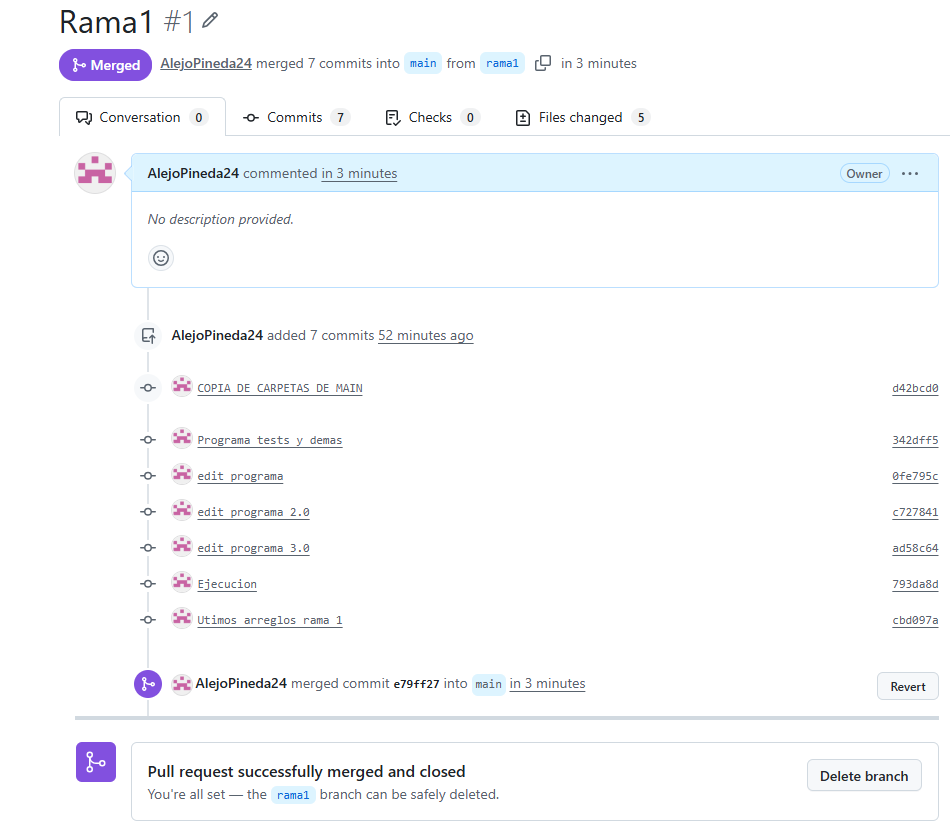 Rama1 #1
Merged AlejoPineda24 merged 7 commits into main from rama1 in 3 minutes
Conversation 0 Commits 7 Checks 0 Files changed 5
AlejoPineda24 commented in 3 minutes Owner ...
No description provided.
AlejoPineda24 added 7 commits 52 minutes ago
COPIA DE CARPETAS DE MAIN d42bcd0
Programa tests y demas 342dff5
edit programa 0fe795c
edit programa 2.0 c727841
edit programa 3.0 ad58c64
Ejecucion 793da8d
Utimos arreglos rama 1 cbd097a
AlejoPineda24 merged commit e79ff27 into main in 3 minutes Revert
Pull request successfully merged and closed Delete branch
You're all set — the rama1 branch can be safely deleted.